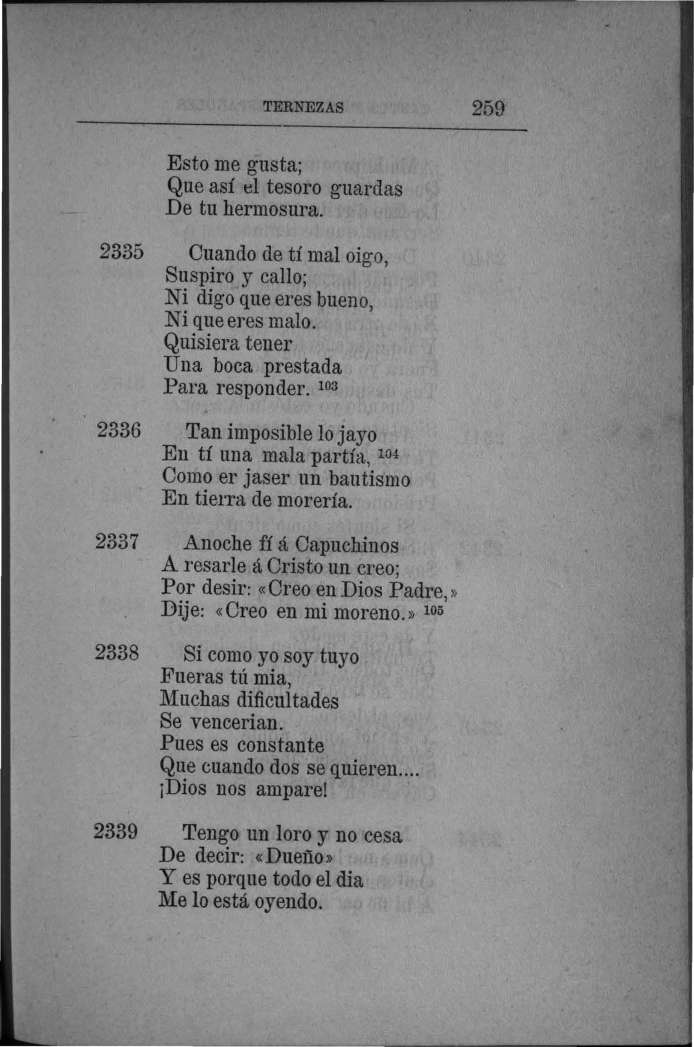 TERNEZAS 259
Esto me gusta;
Que así el tesoro guardas
De tu hermosura.
2335 Cuando de tí mal oigo,
Suspiro y callo;
Ni digo que eres bueno,
Ni que eres malo.
Quisiera tener
Una boca prestada
Para responder. 103
2336 Tan imposible lo jayo
En tí una mala partía, 104
Como er jaser un bautismo
En tierra de morería.
2337 Anoche fí á Capuchinos
A resarle á Cristo un creo;
Por desir: «Creo en Dios Padre,»
Dije: «Creo en mi moreno.» 105
2338 Si como yo soy tuyo
Fueras tú mia,
Muchas dificultades
Se vencerian.
Pues es constante
Que cuando dos se quieren....
¡Dios nos ampare!
2339 Tengo un loro y no cesa
De decir: «Dueño»
Y es porque todo el dia
Me lo está oyendo.